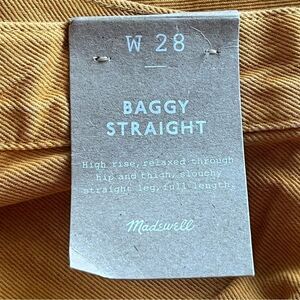 W 28
BAGGY
STRAIGHT
High rise, relaxed through
hip and thigh, slouchy
straight leg, full length.
Madewell